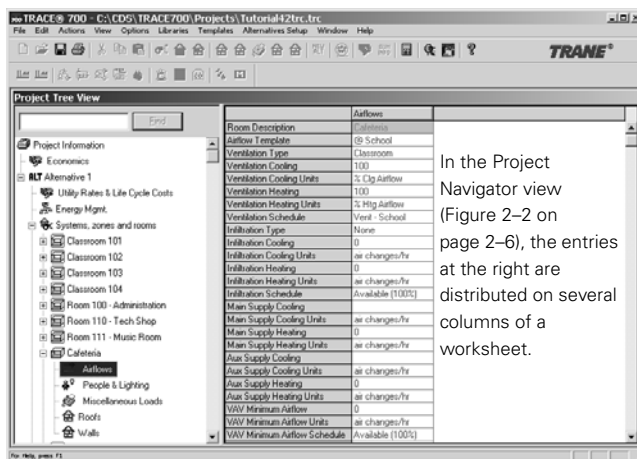 TRACE® 700 - C:\CDS\TRACE700\Projects\Tutorial42trc.trc
File Edit Actions View Options Libraries Templates Alternatives Setup Window Help
TRANE®
Project Tree View
Find
Project Information
Economics
ALT Alternative 1
Utility Rates & Life Cycle Costs
Energy Mgmt.
Systems, zones and rooms
Classroom 101
Classroom 102
Classroom 103
Classroom 104
Room 100 - Administration
Room 110 - Tech Shop
Room 111 - Music Room
Cafeteria
Airflows
People & Lighting
Miscellaneous Loads
Roofs
Walls
Airflows
Room Description Cafeteria
Airflow Template @ School
Ventilation Type Classroom
Ventilation Cooling 100
Ventilation Cooling Units % Clg Airflow
Ventilation Heating 100
Ventilation Heating Units % Htg Airflow
Ventilation Schedule Vent - School
Infiltration Type None
Infiltration Cooling 0
Infiltration Cooling Units air changes/hr
Infiltration Heating 0
Infiltration Heating Units air changes/hr
Infiltration Schedule Available (100%)
Main Supply Cooling
Main Supply Cooling Units air changes/hr
Main Supply Heating 0
Main Supply Heating Units air changes/hr
Aux Supply Cooling
Aux Supply Cooling Units air changes/hr
Aux Supply Heating 0
Aux Supply Heating Units air changes/hr
VAV Minimum Airflow 0
VAV Minimum Airflow Units air changes/hr
VAV Minimum Airflow Schedule Available (100%)
In the Project
Navigator view
(Figure 2–2 on
page 2–6), the entries
at the right are
distributed on several
columns of a
worksheet.
For Help, press F1